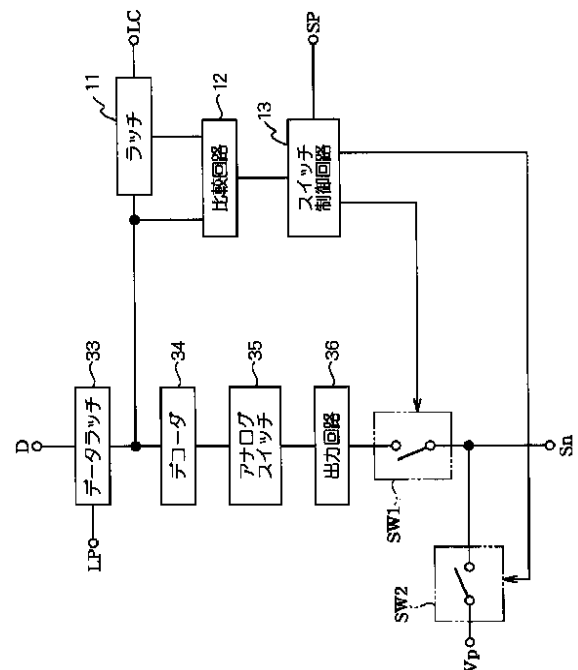 D
33
データラッチ
LP
34
デコーダ
35
アナログ
スイッチ
36
出力回路
SW1
Sn
SW2
Vp
11
ラッチ
LC
12
比較回路
13
スイッチ
制御回路
SP